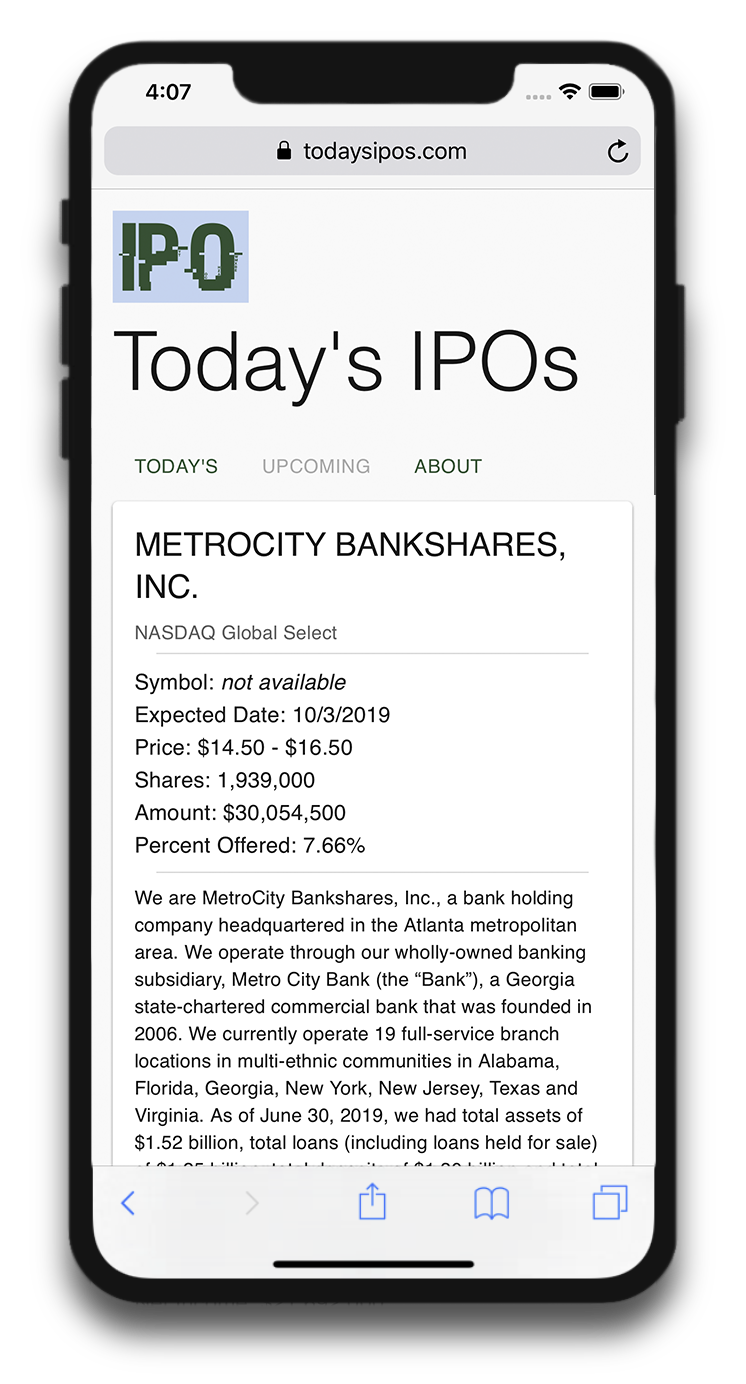 4:07
todaysipos.com
IPO
Today's IPOs
TODAY'S UPCOMING ABOUT
METROCITY BANKSHARES,
INC.
NASDAQ Global Select
Symbol: not available
Expected Date: 10/3/2019
Price: $14.50 - $16.50
Shares: 1,939,000
Amount: $30,054,500
Percent Offered: 7.66%
We are MetroCity Bankshares, Inc., a bank holding
company headquartered in the Atlanta metropolitan
area. We operate through our wholly-owned banking
subsidiary, Metro City Bank (the “Bank”), a Georgia
state-chartered commercial bank that was founded in
2006. We currently operate 19 full-service branch
locations in multi-ethnic communities in Alabama,
Florida, Georgia, New York, New Jersey, Texas and
Virginia. As of June 30, 2019, we had total assets of
$1.52 billion, total loans (including loans held for sale)